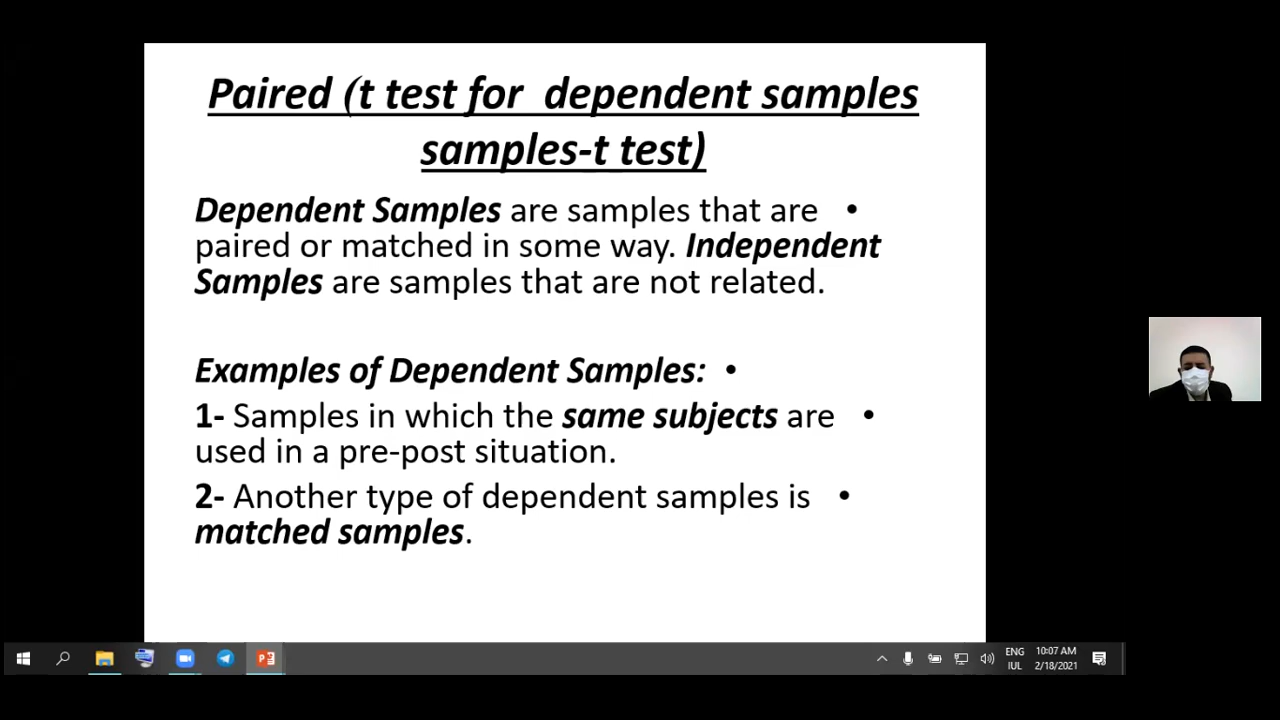 Paired (t test for dependent samples
samples-t test)
Dependent Samples are samples that are •
paired or matched in some way. Independent
Samples are samples that are not related.
Examples of Dependent Samples: •
1- Samples in which the same subjects are •
used in a pre-post situation.
2- Another type of dependent samples is •
matched samples.
ENG 10:07 AM
IUL 2/18/2021